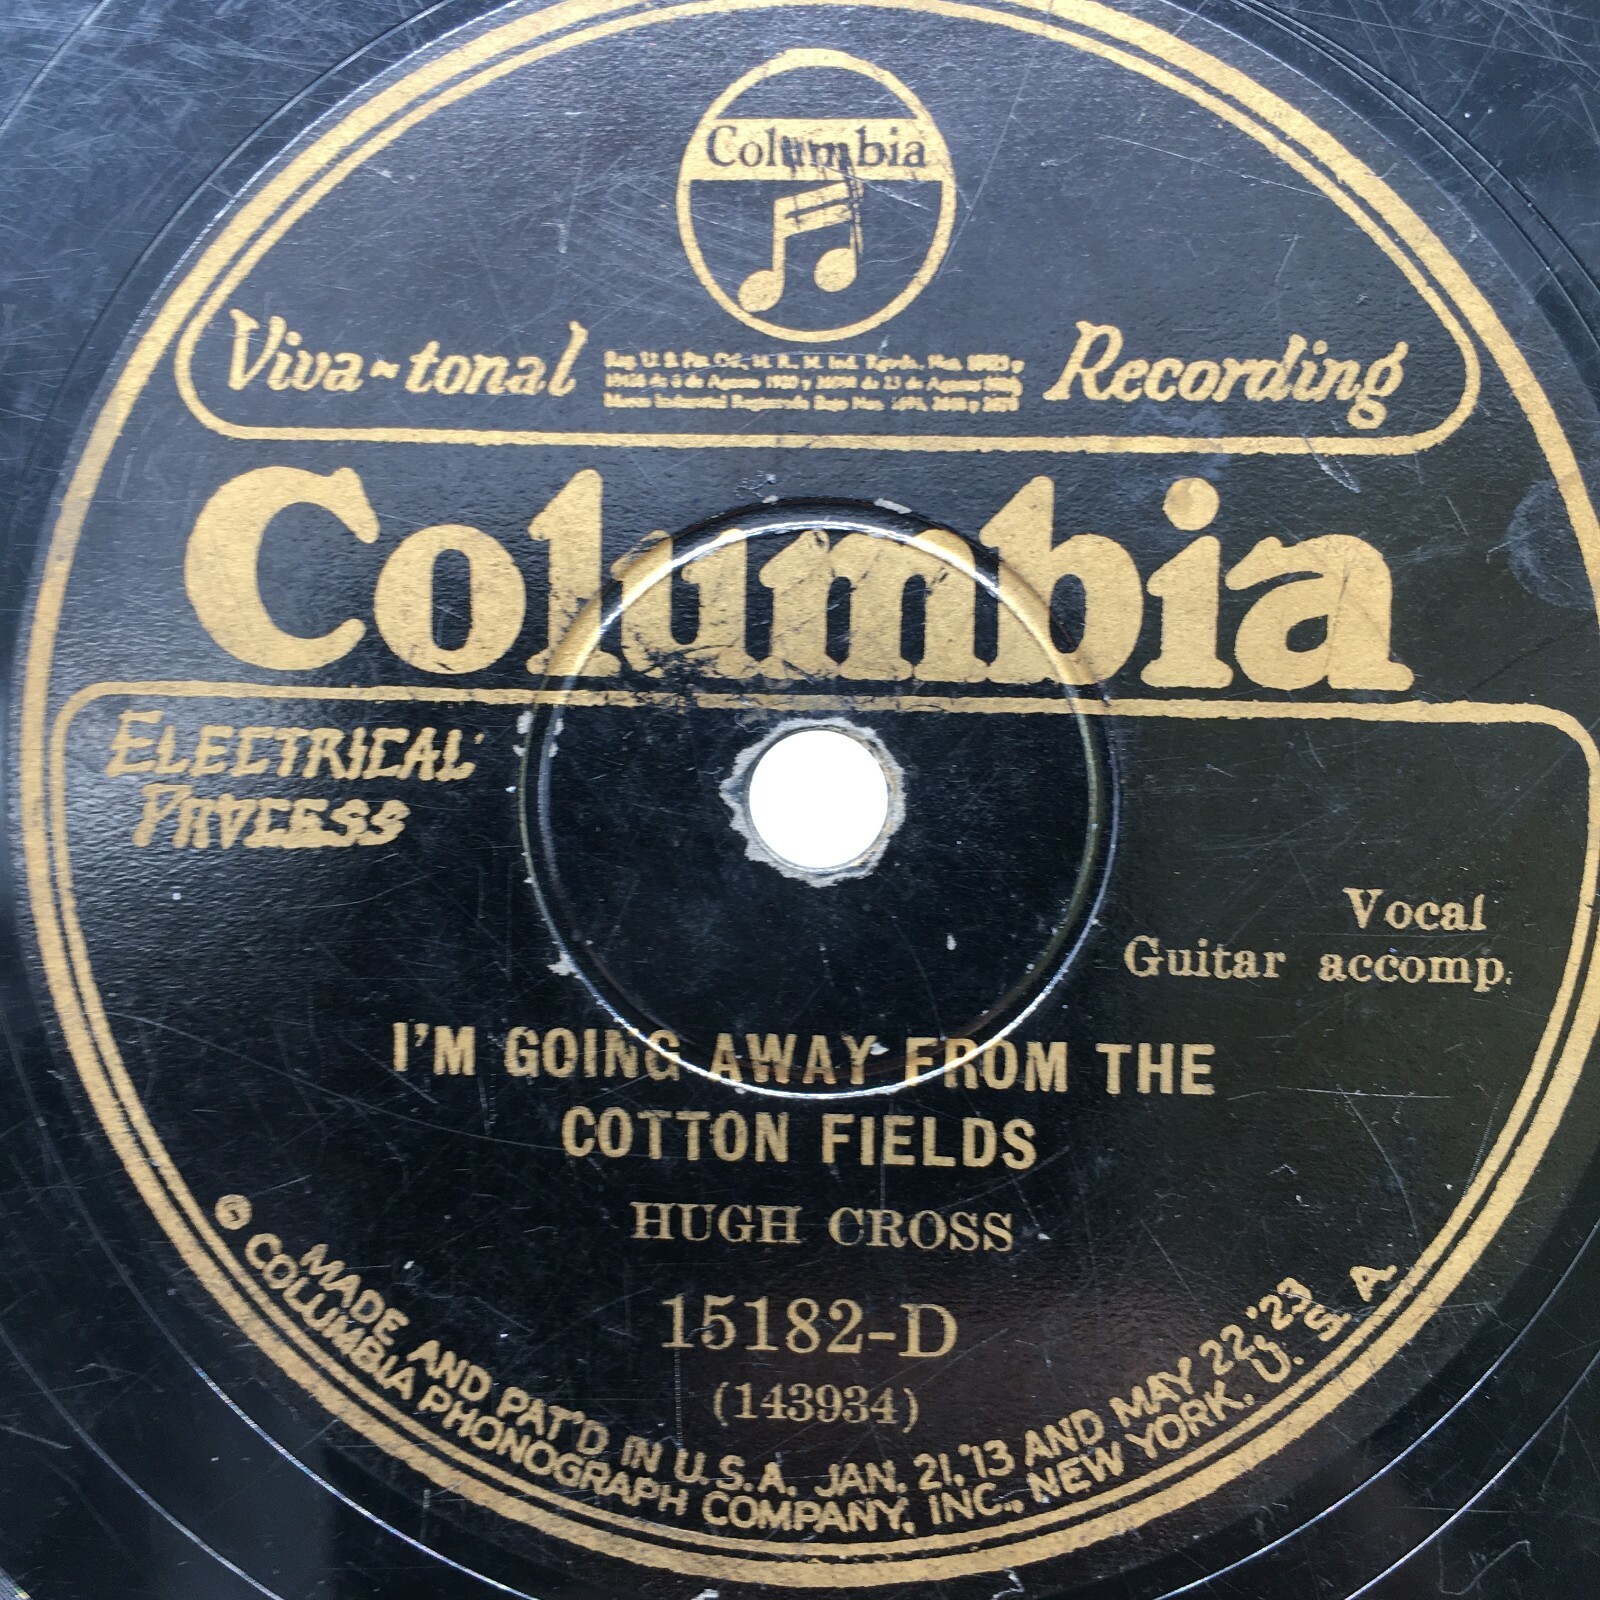 Columbia
Viva-tonal Recording
Columbia
ELECTRICAL
PROCESS
Vocal
Guitar accomp.
I'M GOING AWAY FROM THE
COTTON FIELDS
HUGH CROSS
15182-D
(143934)
MADE AND PAT'D IN U.S.A. JAN. 21, '13 AND MAY 22, '23
COLUMBIA PHONOGRAPH COMPANY, INC., NEW YORK, U. S. A.